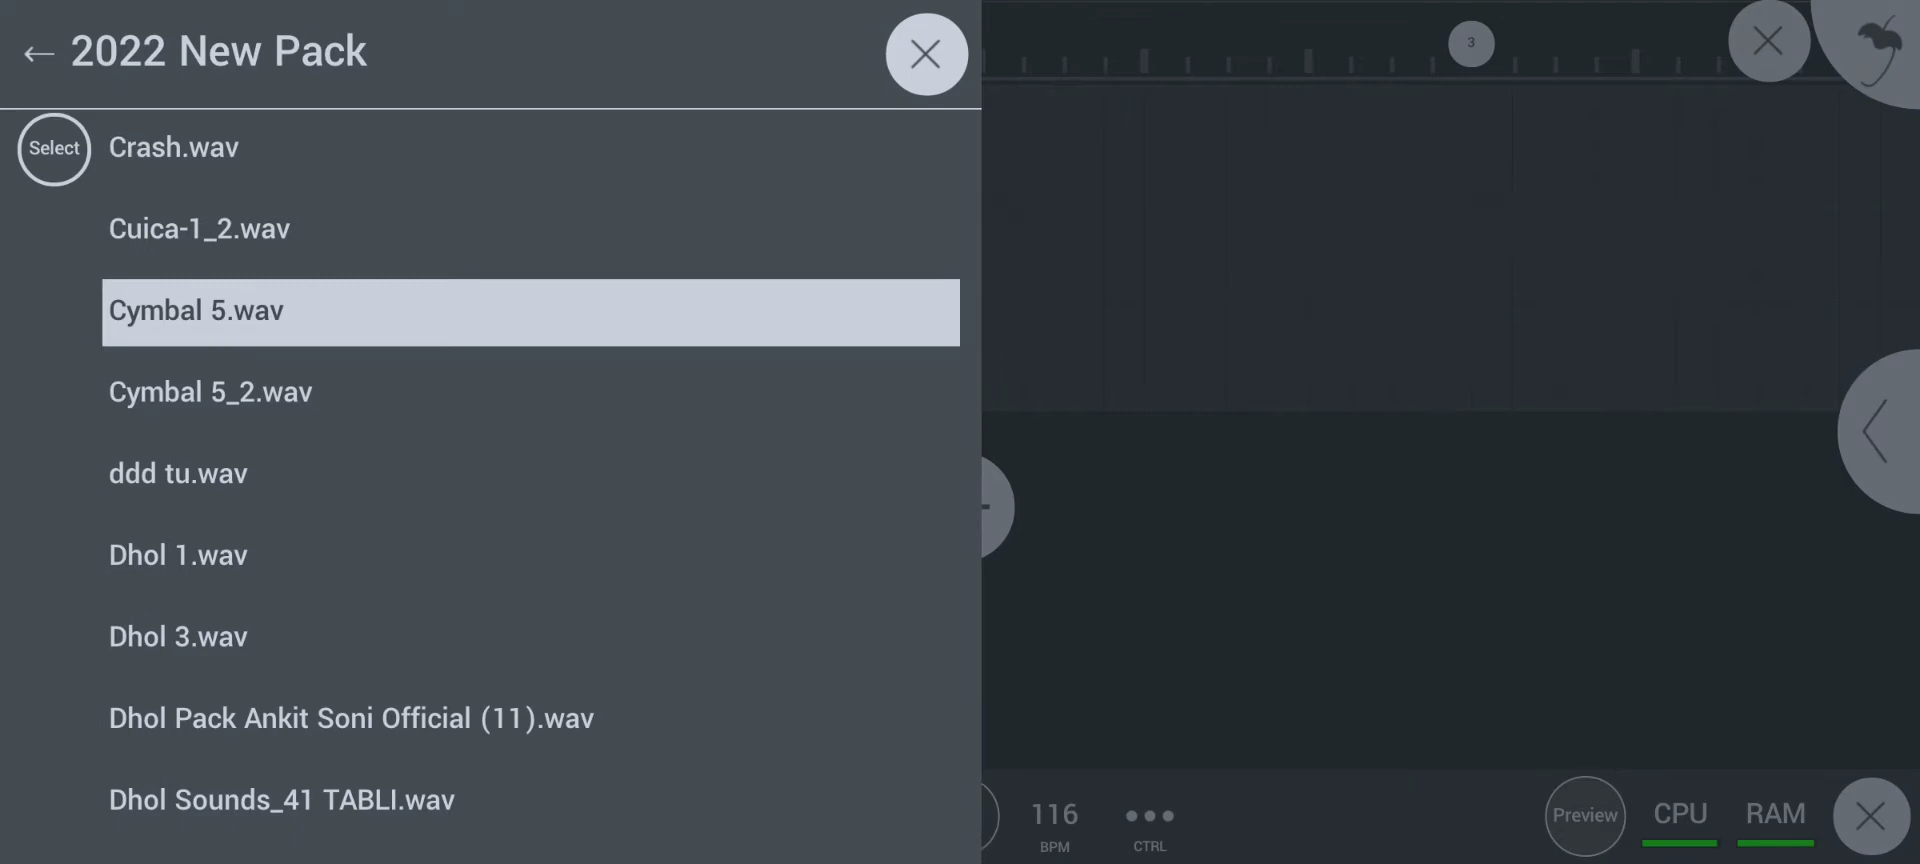 ← 2022 New Pack
3
Select
Crash.wav
Cuica-1_2.wav
Cymbal 5.wav
Cymbal 5_2.wav
ddd tu.wav
Dhol 1.wav
Dhol 3.wav
Dhol Pack Ankit Soni Official (11).wav
Dhol Sounds_41 TABLI.wav
116
BPM
CTRL
Preview
CPU
RAM